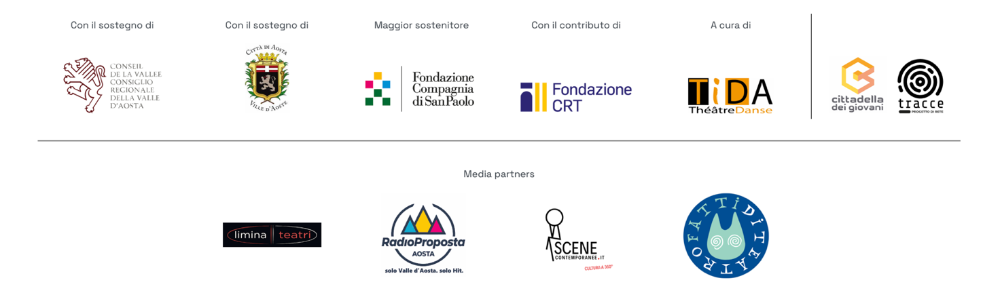 Con il sostegno di
CONSEIL
DE LA VALLEE
CONSIGLIO
REGIONALE
DELLA VALLE
D'AOSTA
Con il sostegno di
CITTÀ DI AOSTA
VILLE D'AOSTE
Maggior sostenitore
Fondazione
Compagnia
di San Paolo
Con il contributo di
Fondazione
CRT
A cura di
TiDA
ThéâtreDanse
cittadella
dei giovani
tracce
PROGETTO DI RETE
Media partners
limina teatri
RadioProposta
AOSTA
solo Valle d'Aosta. solo Hit.
SCENE
CONTEMPORANEE.IT
CULTURA A 360°
FATTiDiTEATRO